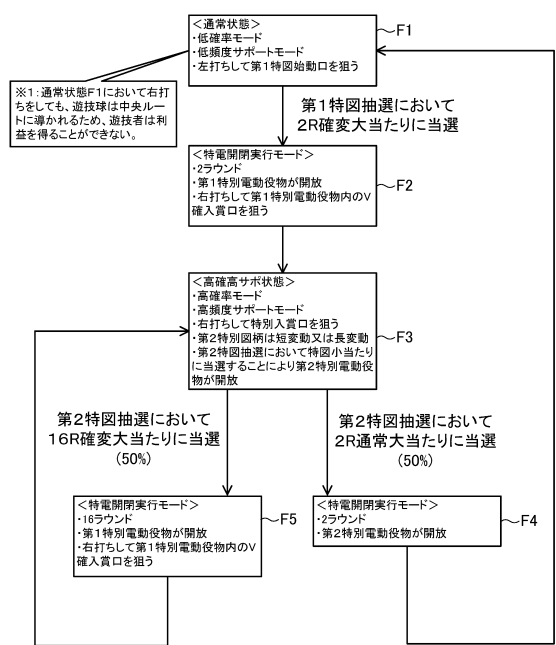 ＜通常状態＞
・低確率モード
・低頻度サポートモード
・左打ちして第１特図始動口を狙う
F1
※１：通常状態F１において右打
ちをしても、遊技球は中央ルー
トに導かれるため、遊技者は利
益を得ることができない。
第１特図抽選において
２R確変大当たりに当選
＜特電開閉実行モード＞
・２ラウンド
・第１特別電動役物が開放
・右打ちして第１特別電動役物内のV
確入賞口を狙う
F2
＜高確高サポ状態＞
・高確率モード
・高頻度サポートモード
・右打ちして特別入賞口を狙う
・第２特別図柄は短変動又は長変動
・第２特図抽選において特図小当たり
に当選することにより第２特別電動役
物が開放
F3
第２特図抽選において
１６R確変大当たりに当選
(50%)
第２特図抽選において
２R通常大当たりに当選
(50%)
＜特電開閉実行モード＞
・16ラウンド
・第１特別電動役物が開放
・右打ちして第１特別電動役物内のV
確入賞口を狙う
F5
＜特電開閉実行モード＞
・２ラウンド
・第２特別電動役物が開放
F4